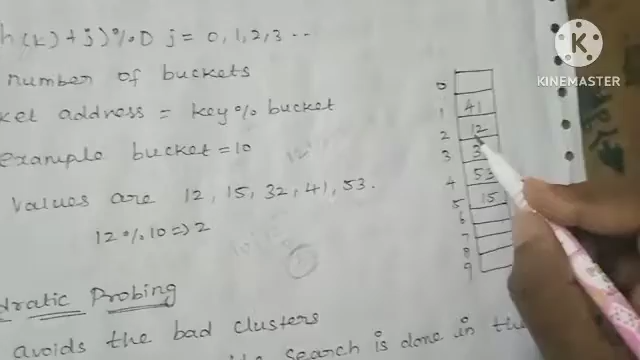 h(k) + j) % D j = 0, 1, 2, 3 ..
number of buckets
ket address = key % bucket
example bucket = 10
values are 12, 15, 32, 41, 53.
12 % 10 => 2
dratic Probing
avoids the bad clusters
search is done in the
0
1 41
2 12
3 3
4 53
5 15
6
7
8
9
KINEMASTER